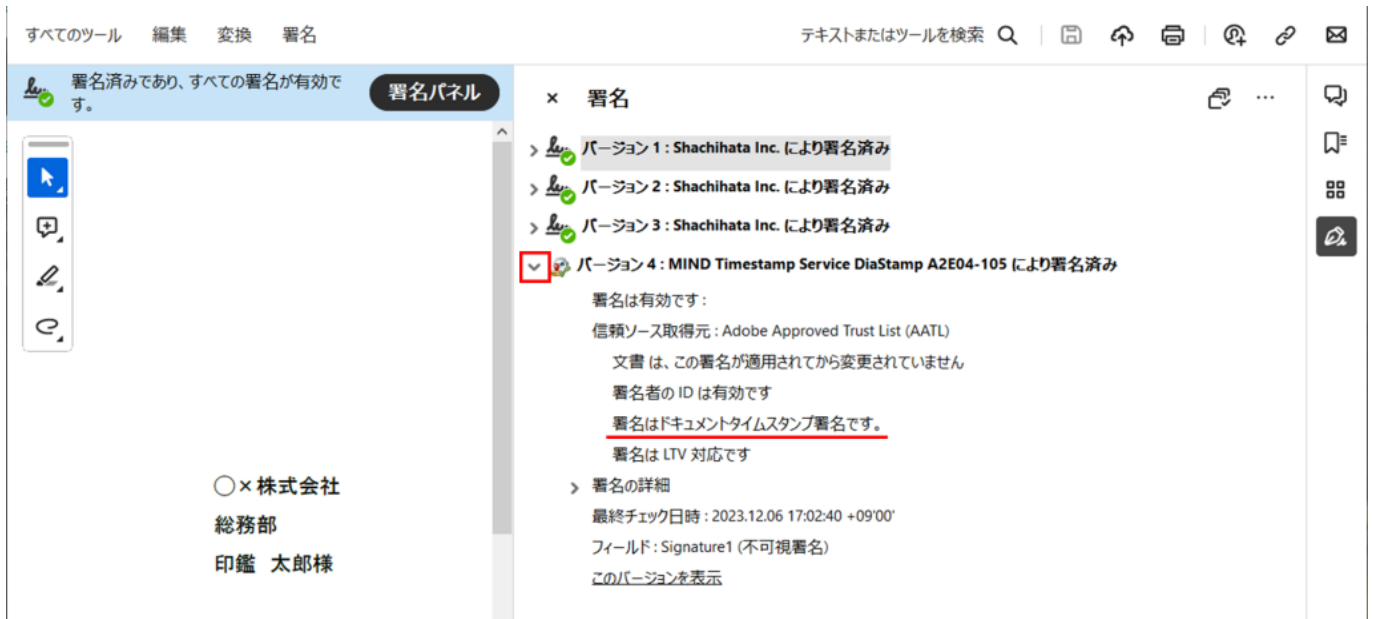 すべてのツール 編集 変換 署名
テキストまたはツールを検索
署名済みであり、すべての署名が有効で
す。
署名パネル
署名
バージョン 1 : Shachihata Inc. により署名済み
バージョン 2 : Shachihata Inc. により署名済み
バージョン 3 : Shachihata Inc. により署名済み
バージョン 4 : MIND Timestamp Service DiaStamp A2E04-105 により署名済み
署名は有効です :
信頼ソース取得元 : Adobe Approved Trust List (AATL)
文書 は、この署名が適用されてから変更されていません
署名者の ID は有効です
署名はドキュメントタイムスタンプ署名です。
署名は LTV 対応です
署名の詳細
最終チェック日時 : 2023.12.06 17:02:40 +09'00'
フィールド : Signature1 (不可視署名)
このバージョンを表示
○×株式会社
総務部
印鑑 太郎様